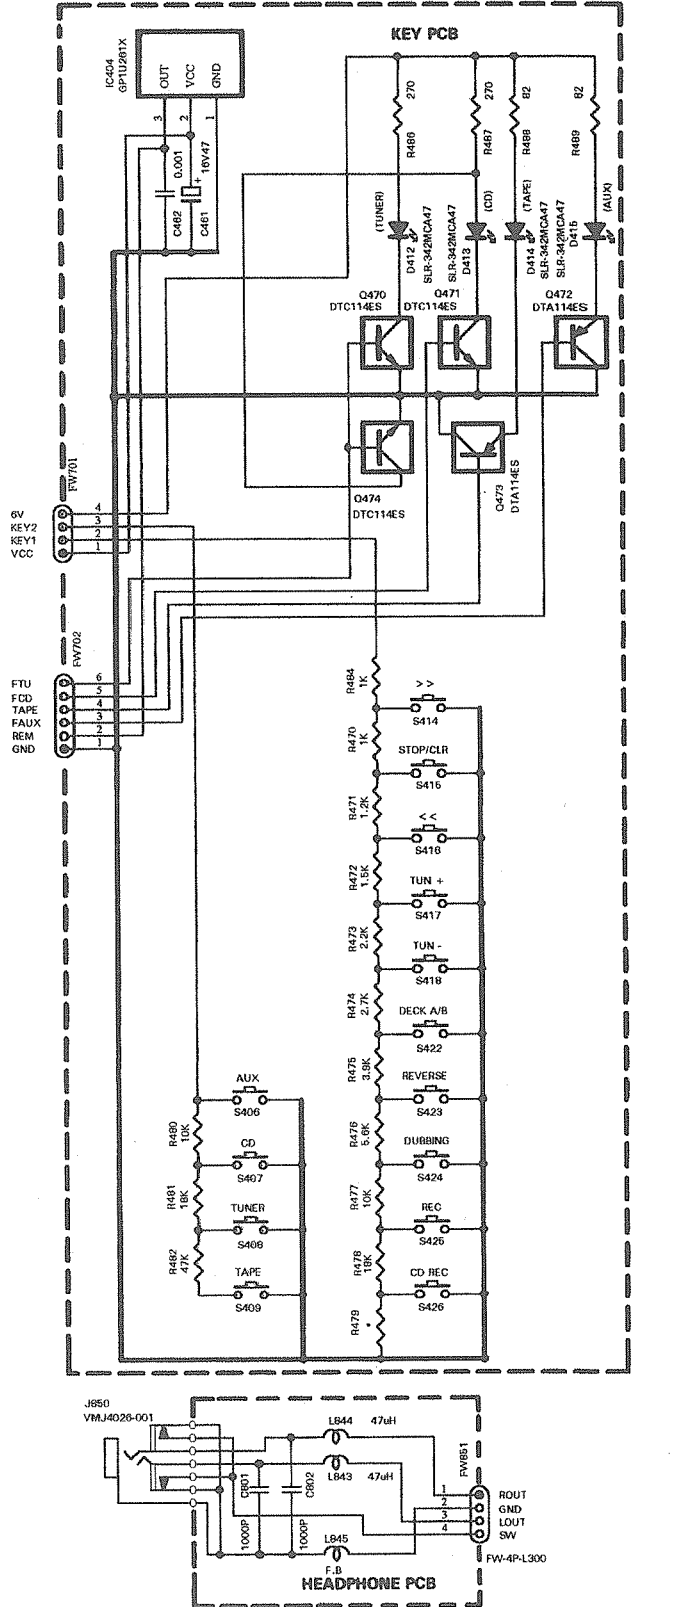 KEY PCB
IC404
GP1U261X
OUT
VCC
GND
3
2
1
0.001
+
16V47
C462
C461
270
270
82
82
R486
R487
R488
R489
(TUNER)
(CD)
(TAPE)
(AUX)
D412
SLR-342MCA47
D413
SLR-342MCA47
D414
SLR-342MCA47
D415
SLR-342MCA47
Q470
DTC114ES
Q471
DTC114ES
Q472
DTA114ES
Q474
DTC114ES
Q473
DTA114ES
FW701
6V 4
KEY2 3
KEY1 2
VCC 1
FW702
FTU 6
FCD 5
TAPE 4
FAUX 3
REM 2
GND 1
R484
1K
>>
S414
R470
1K
STOP/CLR
S415
R471
1.2K
<<
S416
R472
1.5K
TUN +
S417
R473
2.2K
TUN -
S418
R474
2.7K
DECK A/B
S422
R475
3.9K
REVERSE
S423
R476
5.6K
DUBBING
S424
R477
10K
REC
S425
R478
18K
CD REC
S426
R479
AUX
S406
R480
10K
CD
S407
R481
18K
TUNER
S408
R482
47K
TAPE
S409
J850
VMJ4026-001
L844 47uH
L843 47uH
C801
1000P
C802
1000P
L845
F.B
FW851
1 ROUT
2 GND
3 LOUT
4 SW
FW-4P-L300
HEADPHONE PCB